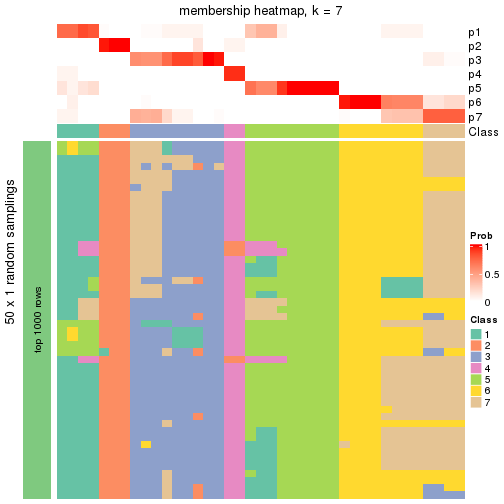 membership heatmap, k = 7
p1
p2
p3
p4
p5
p6
p7
Class
50 x 1 random samplings
top 1000 rows
Prob
1
0.5
0
Class
1
2
3
4
5
6
7